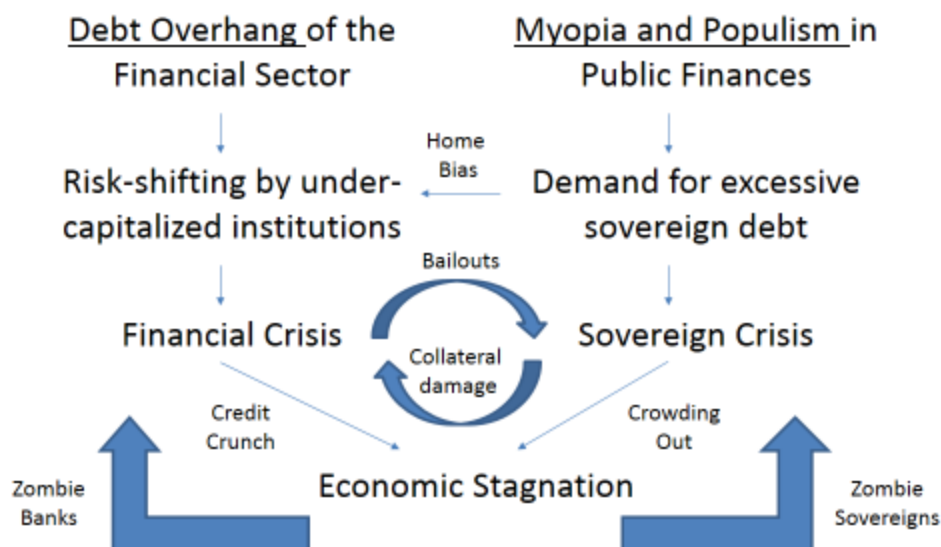 Debt Overhang of the
Financial Sector
Myopia and Populism in
Public Finances
Home
Bias
Risk-shifting by under-
capitalized institutions
Demand for excessive
sovereign debt
Bailouts
Financial Crisis
Sovereign Crisis
Collateral
damage
Credit
Crunch
Crowding
Out
Economic Stagnation
Zombie
Banks
Zombie
Sovereigns